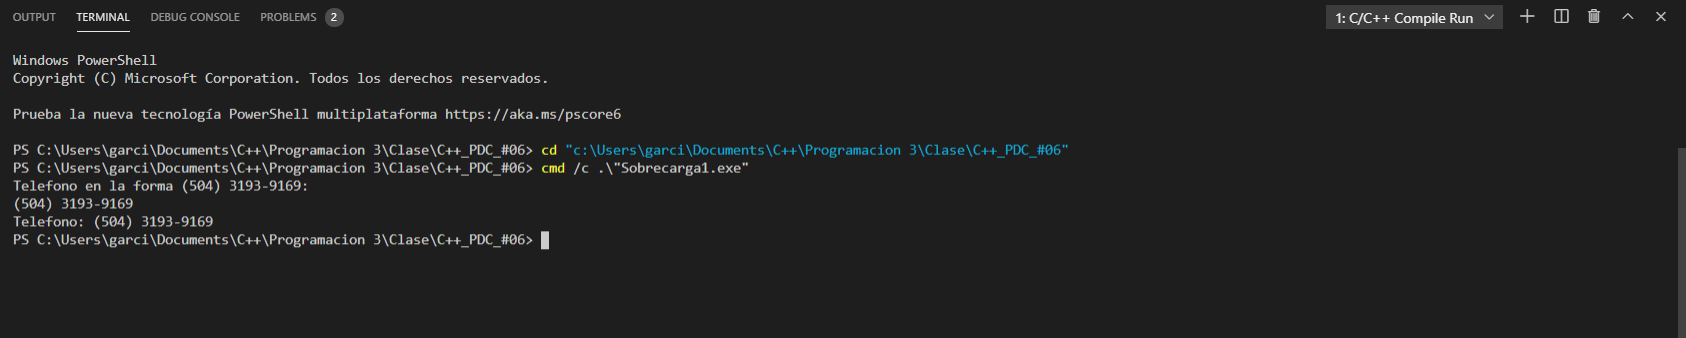 OUTPUT TERMINAL DEBUG CONSOLE PROBLEMS 2 1: C/C++ Compile Run
Windows PowerShell
Copyright (C) Microsoft Corporation. Todos los derechos reservados.
Prueba la nueva tecnología PowerShell multiplataforma https://aka.ms/pscore6
PS C:\Users\garci\Documents\C++\Programacion 3\Clase\C++_PDC_#06> cd "c:\Users\garci\Documents\C++\Programacion 3\Clase\C++_PDC_#06"
PS C:\Users\garci\Documents\C++\Programacion 3\Clase\C++_PDC_#06> cmd /c .\"Sobrecarga1.exe"
Telefono en la forma (504) 3193-9169:
(504) 3193-9169
Telefono: (504) 3193-9169
PS C:\Users\garci\Documents\C++\Programacion 3\Clase\C++_PDC_#06>